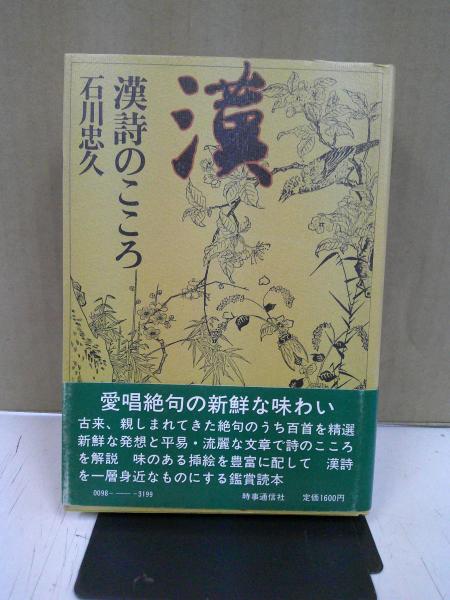 漢
漢詩のこころ
石川忠久
愛唱絶句の新鮮な味わい
古来、親しまれてきた絶句のうち百首を精選
新鮮な発想と平易・流麗な文章で詩のこころ
を解説　味のある挿絵を豊富に配して　漢詩
を一層身近なものにする鑑賞読本
0098-――-3199　時事通信社　定価1600円